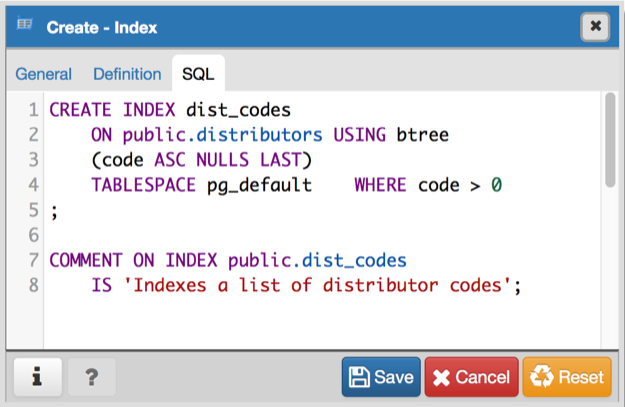 Create - Index
General Definition SQL
1 CREATE INDEX dist_codes
2     ON public.distributors USING btree
3     (code ASC NULLS LAST)
4     TABLESPACE pg_default    WHERE code > 0
5 ;
6
7 COMMENT ON INDEX public.dist_codes
8     IS 'Indexes a list of distributor codes';
i ? Save Cancel Reset